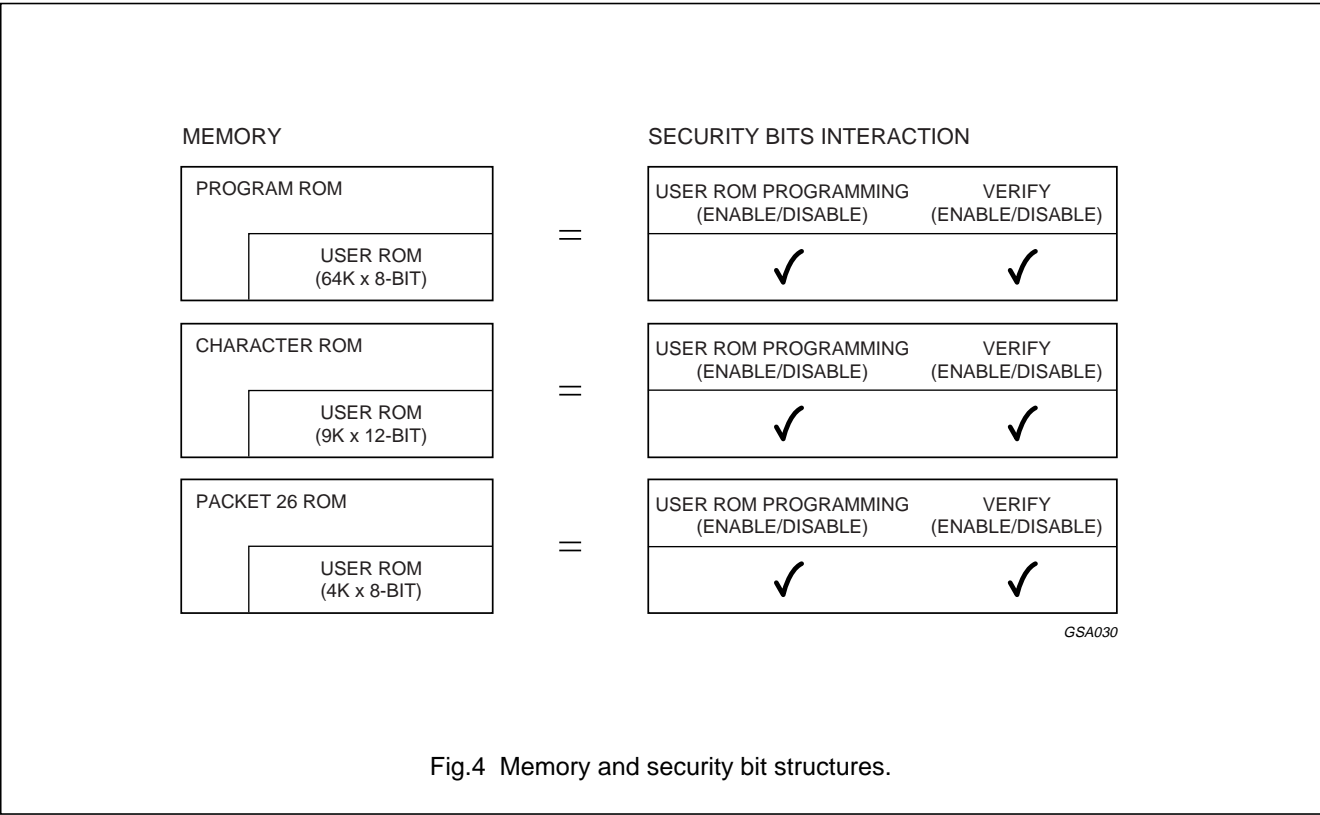 MEMORY
SECURITY BITS INTERACTION
PROGRAM ROM
USER ROM
(64K x 8-BIT)
=
USER ROM PROGRAMMING
(ENABLE/DISABLE)
VERIFY
(ENABLE/DISABLE)
✓ ✓
CHARACTER ROM
USER ROM
(9K x 12-BIT)
=
USER ROM PROGRAMMING
(ENABLE/DISABLE)
VERIFY
(ENABLE/DISABLE)
✓ ✓
PACKET 26 ROM
USER ROM
(4K x 8-BIT)
=
USER ROM PROGRAMMING
(ENABLE/DISABLE)
VERIFY
(ENABLE/DISABLE)
✓ ✓
GSA030
Fig.4 Memory and security bit structures.